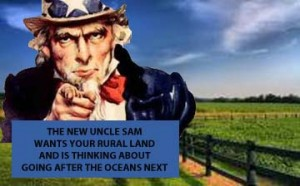 THE NEW UNCLE SAM
WANTS YOUR RURAL LAND
AND IS THINKING ABOUT
GOING AFTER THE OCEANS NEXT